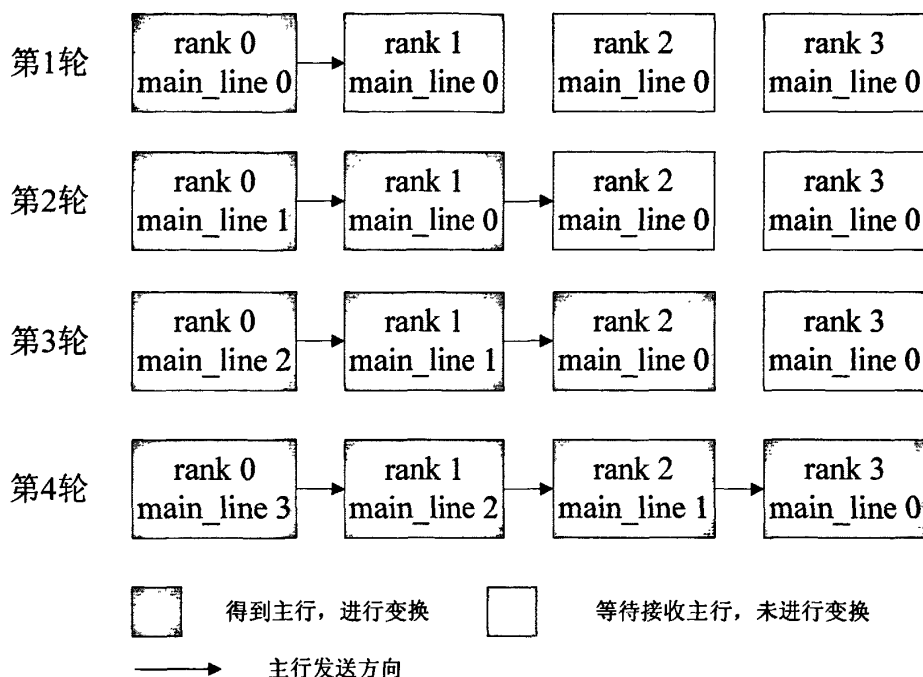 第1轮
rank 0
main_line 0
rank 1
main_line 0
rank 2
main_line 0
rank 3
main_line 0
第2轮
rank 0
main_line 1
rank 1
main_line 0
rank 2
main_line 0
rank 3
main_line 0
第3轮
rank 0
main_line 2
rank 1
main_line 1
rank 2
main_line 0
rank 3
main_line 0
第4轮
rank 0
main_line 3
rank 1
main_line 2
rank 2
main_line 1
rank 3
main_line 0
得到主行，进行变换
等待接收主行，未进行变换
主行发送方向